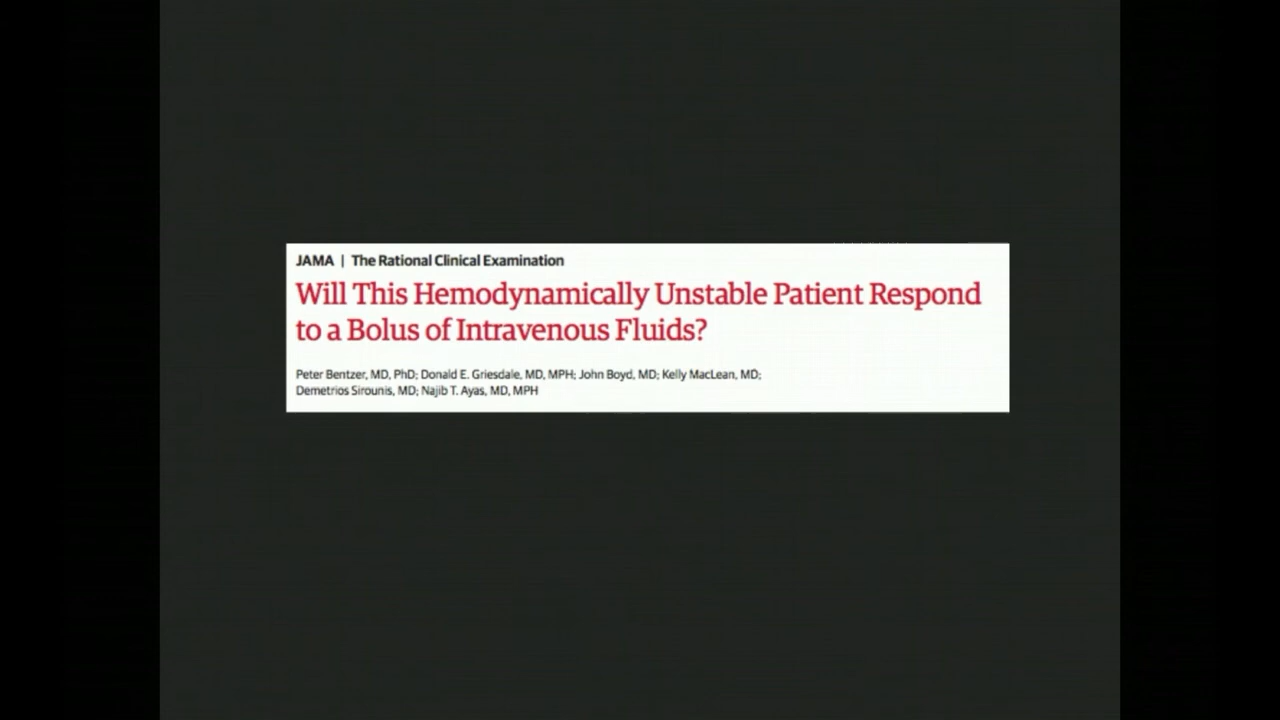 JAMA | The Rational Clinical Examination
Will This Hemodynamically Unstable Patient Respond
to a Bolus of Intravenous Fluids?
Peter Bentzer, MD, PhD; Donald E. Griesdale, MD, MPH; John Boyd, MD; Kelly MacLean, MD;
Demetrios Sirounis, MD; Najib T. Ayas, MD, MPH